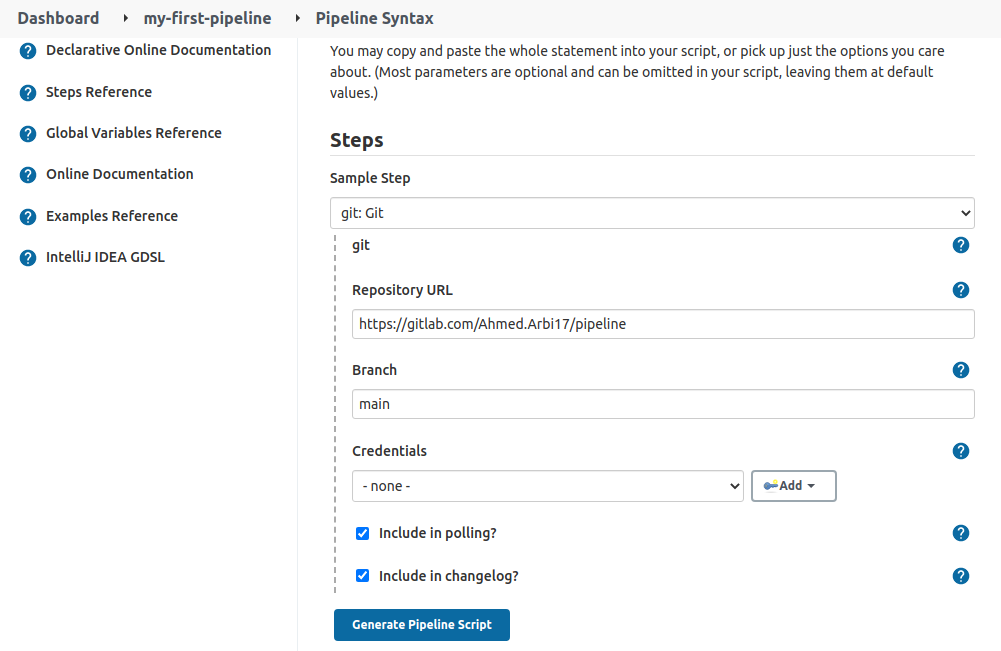 Dashboard my-first-pipeline Pipeline Syntax
Declarative Online Documentation
Steps Reference
Global Variables Reference
Online Documentation
Examples Reference
IntelliJ IDEA GDSL
You may copy and paste the whole statement into your script, or pick up just the options you care
about. (Most parameters are optional and can be omitted in your script, leaving them at default
values.)
Steps
Sample Step
git: Git
git
Repository URL
https://gitlab.com/Ahmed.Arbi17/pipeline
Branch
main
Credentials
- none -
Add
Include in polling?
Include in changelog?
Generate Pipeline Script